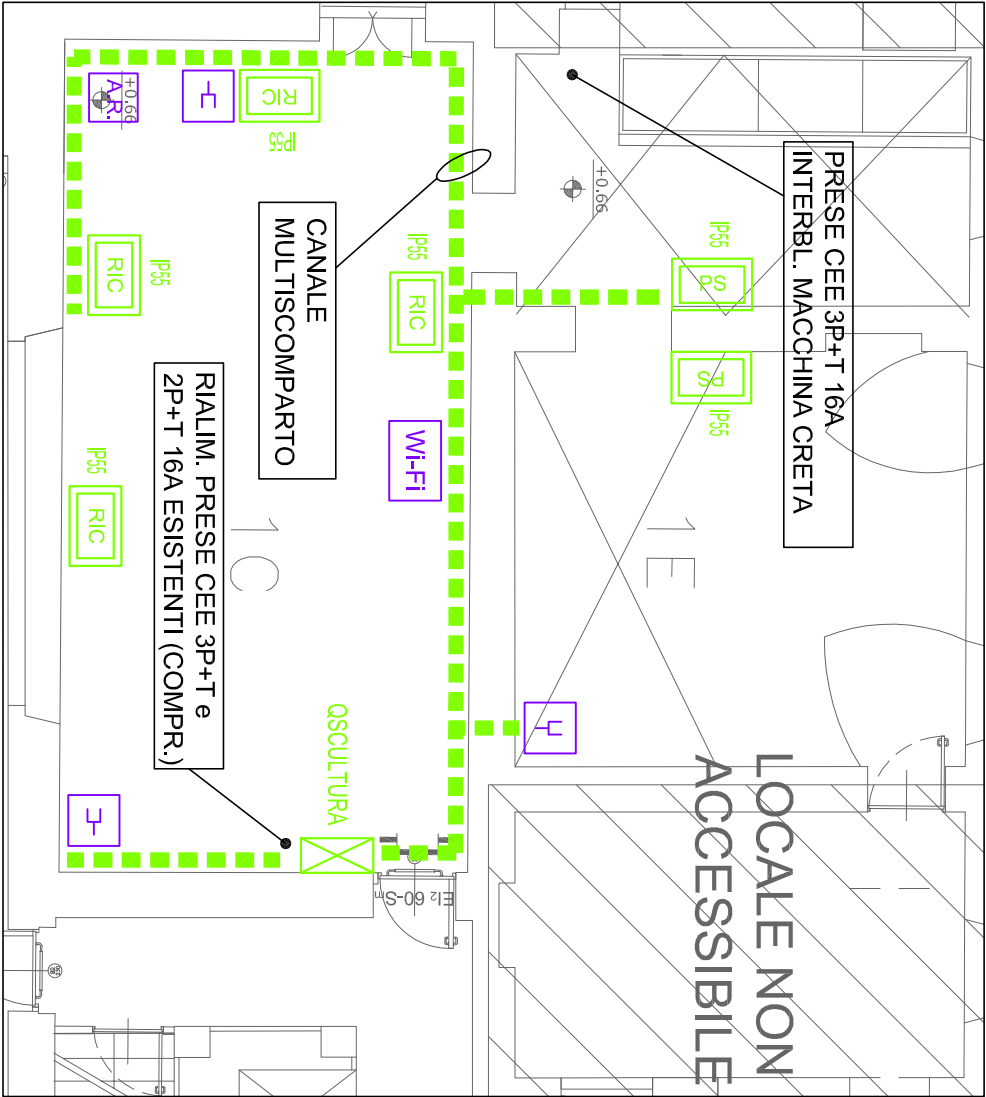 PRESE CEE 3P+T 16A
INTERBL. MACCHINA CRETA
+0.66
IP55
PS
PS
IP55
1E
LOCALE NON
ACCESSIBILE
RIC
IP55
+0.66
A.R.
CANALE
MULTISCOMPARTO
IP55
RIC
IP55
RIC
Wi-Fi
IP55
RIC
1C
RIALIM. PRESE CEE 3P+T e
2P+T 16A ESISTENTI (COMPR.)
QSCULTURA
EI2 60-Sm